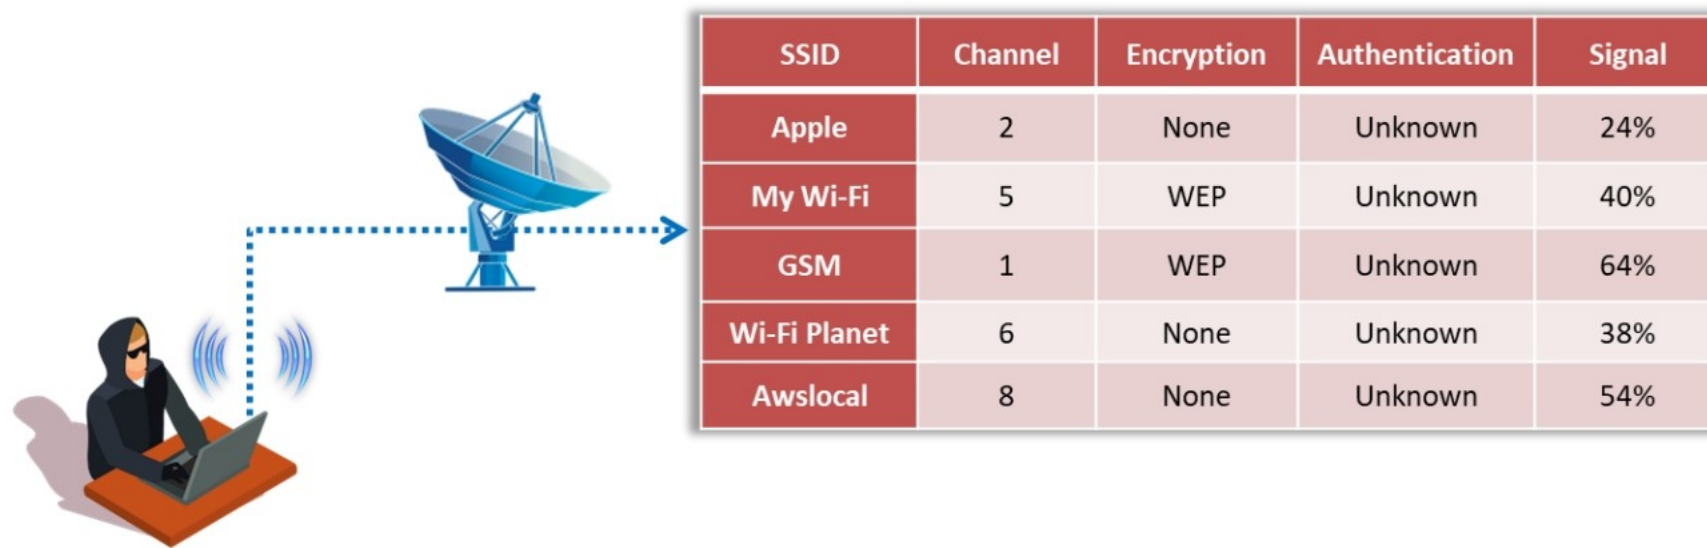 SSID Channel Encryption Authentication Signal
Apple 2 None Unknown 24%
My Wi-Fi 5 WEP Unknown 40%
GSM 1 WEP Unknown 64%
Wi-Fi Planet 6 None Unknown 38%
Awslocal 8 None Unknown 54%